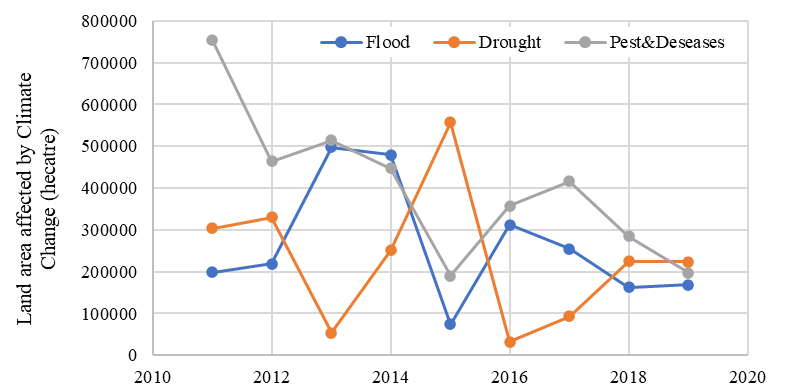 800000
Flood Drought Pest&Deseases
700000
600000
500000
400000
300000
200000
100000
0
Land area affected by Climate
Change (hecatre)
2010 2012 2014 2016 2018 2020